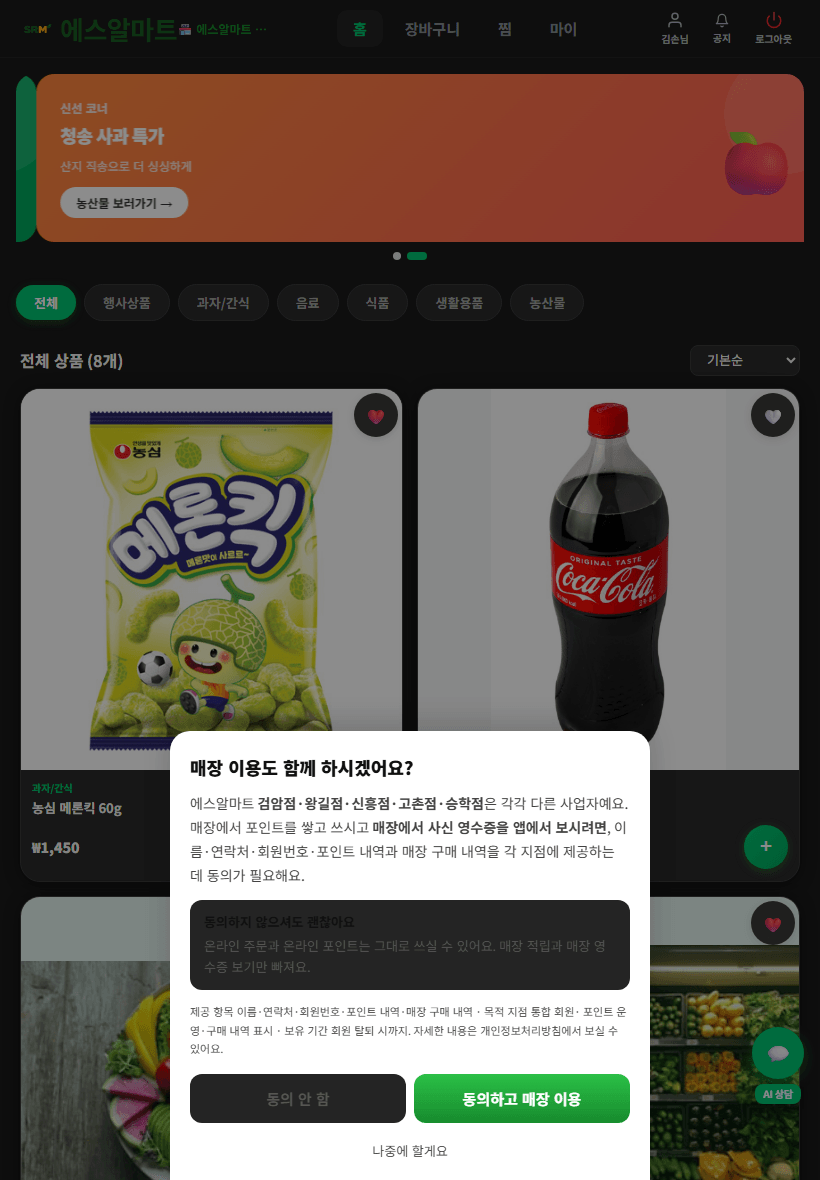 SRM
에스알마트
에스알마트 ···
홈
장바구니
찜
마이
김손님
공지
로그아웃
신선 코너
청송 사과 특가
산지 직송으로 더 싱싱하게
농산물 보러가기 →
전체
행사상품
과자/간식
음료
식품
생활용품
농산물
전체 상품 (8개)
기본순
농심
메론킥
메론맛이 사르르~
ORIGINAL TASTE
Coca-Cola
과자/간식
농심 메론킥 60g
₩1,450
+
매장 이용도 함께 하시겠어요?
에스알마트 검암점·왕길점·신흥점·고촌점·승학점은 각각 다른 사업자예요.
매장에서 포인트를 쌓고 쓰시고 매장에서 사신 영수증을 앱에서 보시려면, 이
름·연락처·회원번호·포인트 내역과 매장 구매 내역을 각 지점에 제공하는
데 동의가 필요해요.
동의하지 않으셔도 괜찮아요
온라인 주문과 온라인 포인트는 그대로 쓰실 수 있어요. 매장 적립과 매장 영
수증 보기만 빠져요.
제공 항목 이름·연락처·회원번호·포인트 내역·매장 구매 내역 · 목적 지점 통합 회원·포인트 운
영·구매 내역 표시 · 보유 기간 회원 탈퇴 시까지. 자세한 내용은 개인정보처리방침에서 보실 수
있어요.
동의 안 함
동의하고 매장 이용
나중에 할게요
AI 상담